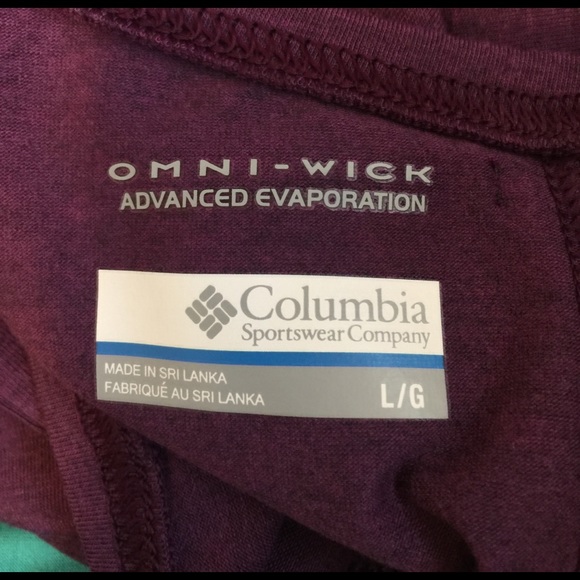 OMNI-WICK
ADVANCED EVAPORATION
Columbia
Sportswear Company
MADE IN SRI LANKA
FABRIQUÉ AU SRI LANKA
L/G